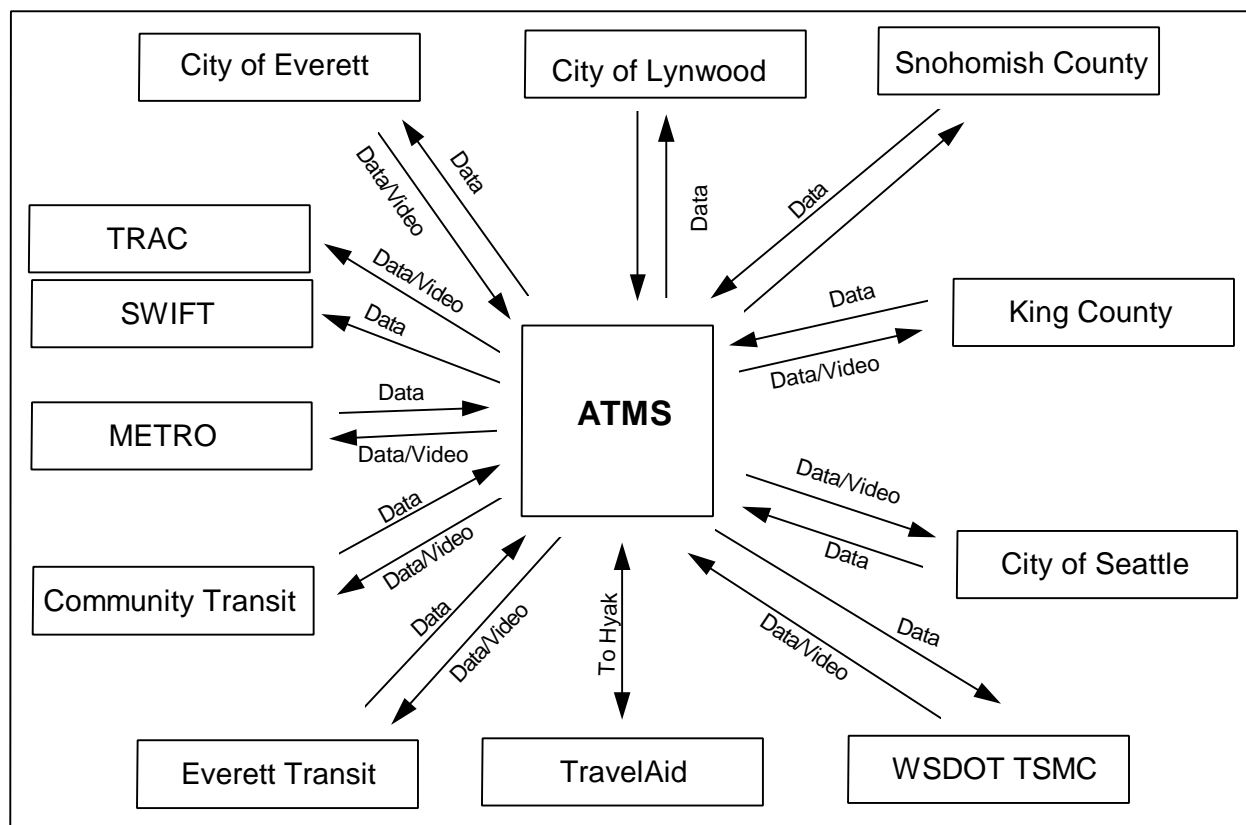 City of Everett
City of Lynwood
Snohomish County
Data/Video
Data
Data
Data
TRAC
Data/Video
SWIFT
Data
Data
King County
Data/Video
ATMS
METRO
Data
Data/Video
Data/Video
Data
City of Seattle
Data
Data/Video
Community Transit
Data
Data/Video
To Hyak
Data/Video
Data
Everett Transit
TravelAid
WSDOT TSMC